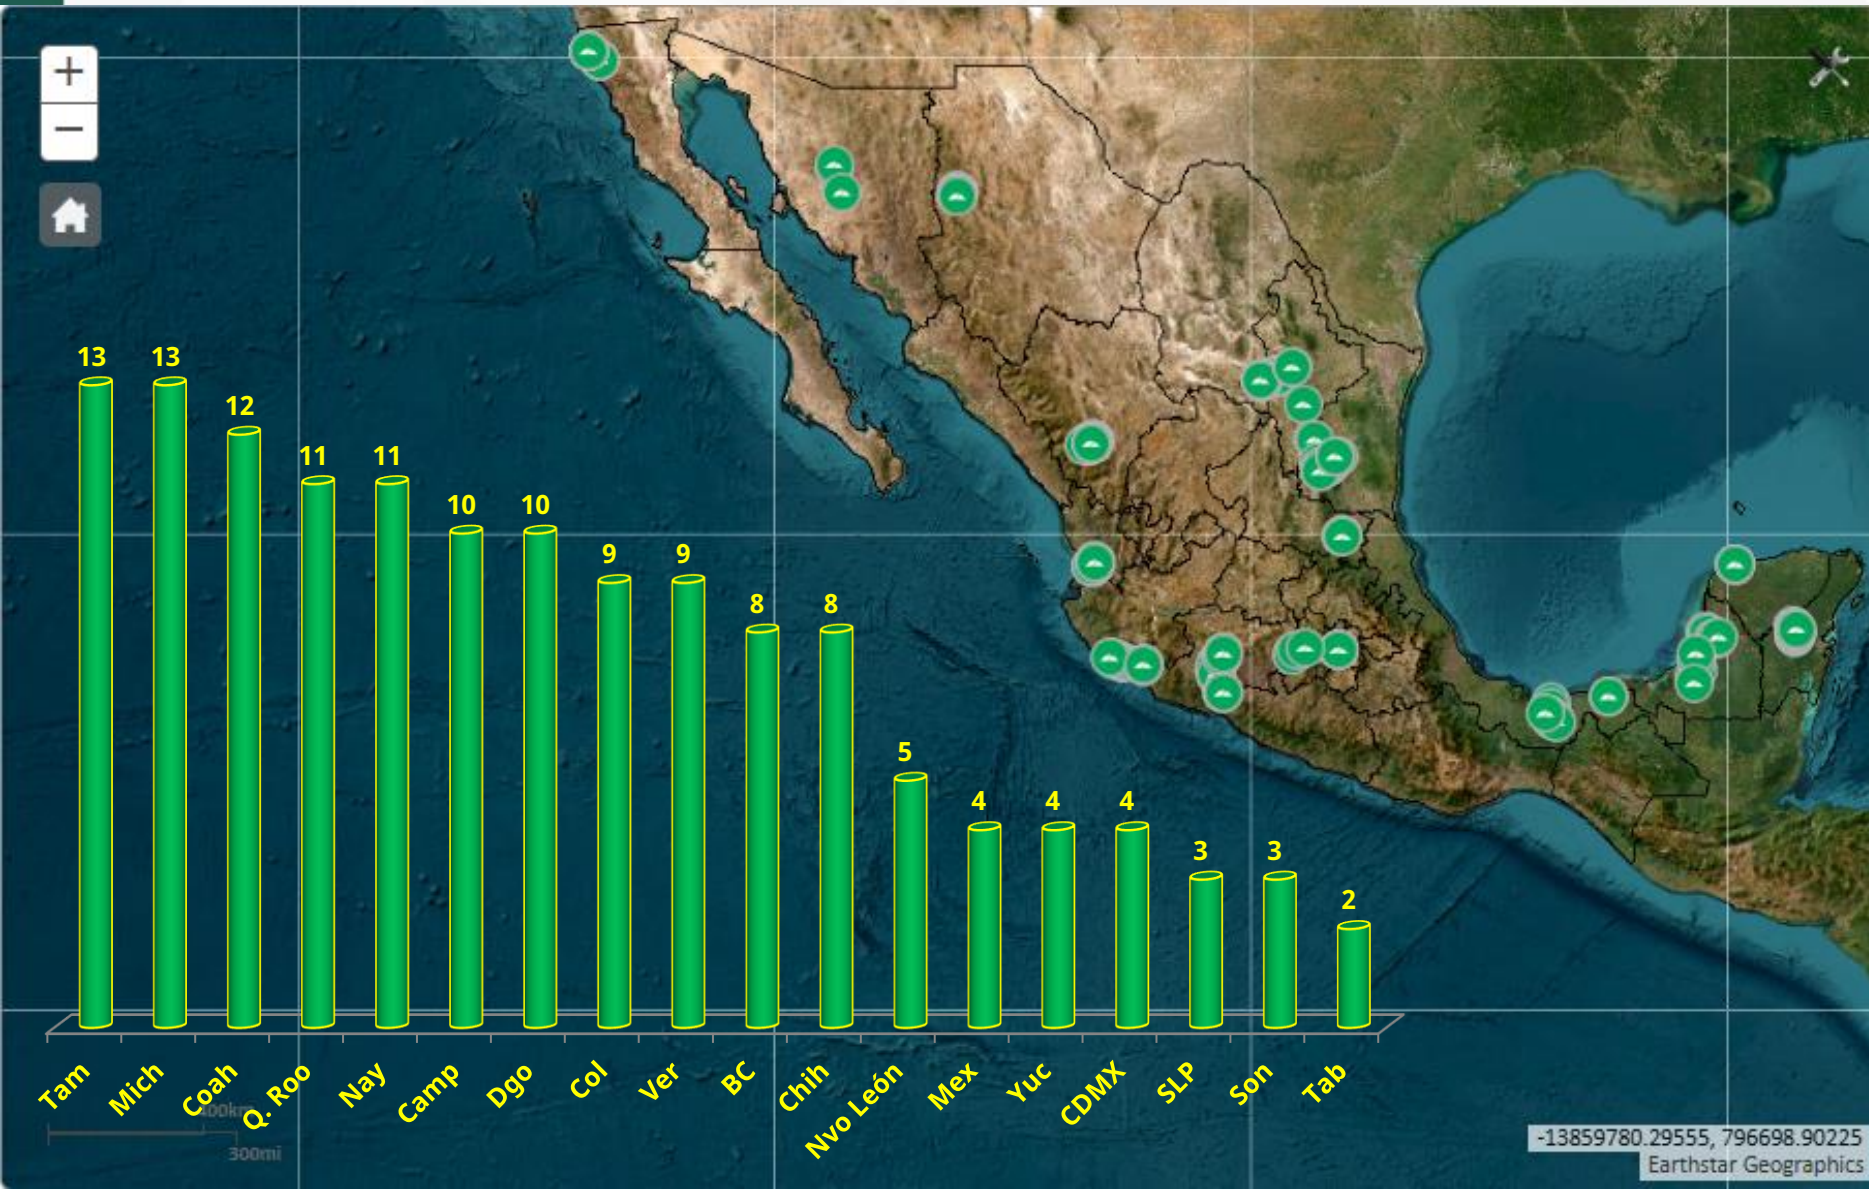 +
−
13
13
12
11
11
10
10
9
9
8
8
5
4
4
4
3
3
2
Tam
Mich
Coah
Q. Roo
Nay
Camp
Dgo
Col
Ver
BC
Chih
Nvo León
Mex
Yuc
CDMX
SLP
Son
Tab
400km
300mi
-13859780.29555, 796698.90225
Earthstar Geographics